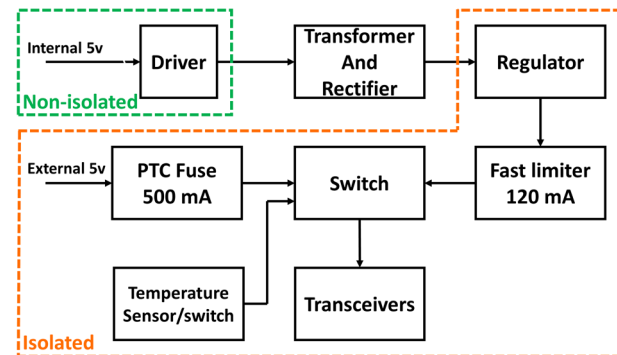 Internal 5v
Driver
Transformer
And
Rectifier
Regulator
Non-isolated
External 5v
PTC Fuse
500 mA
Switch
Fast limiter
120 mA
Temperature
Sensor/switch
Transceivers
Isolated